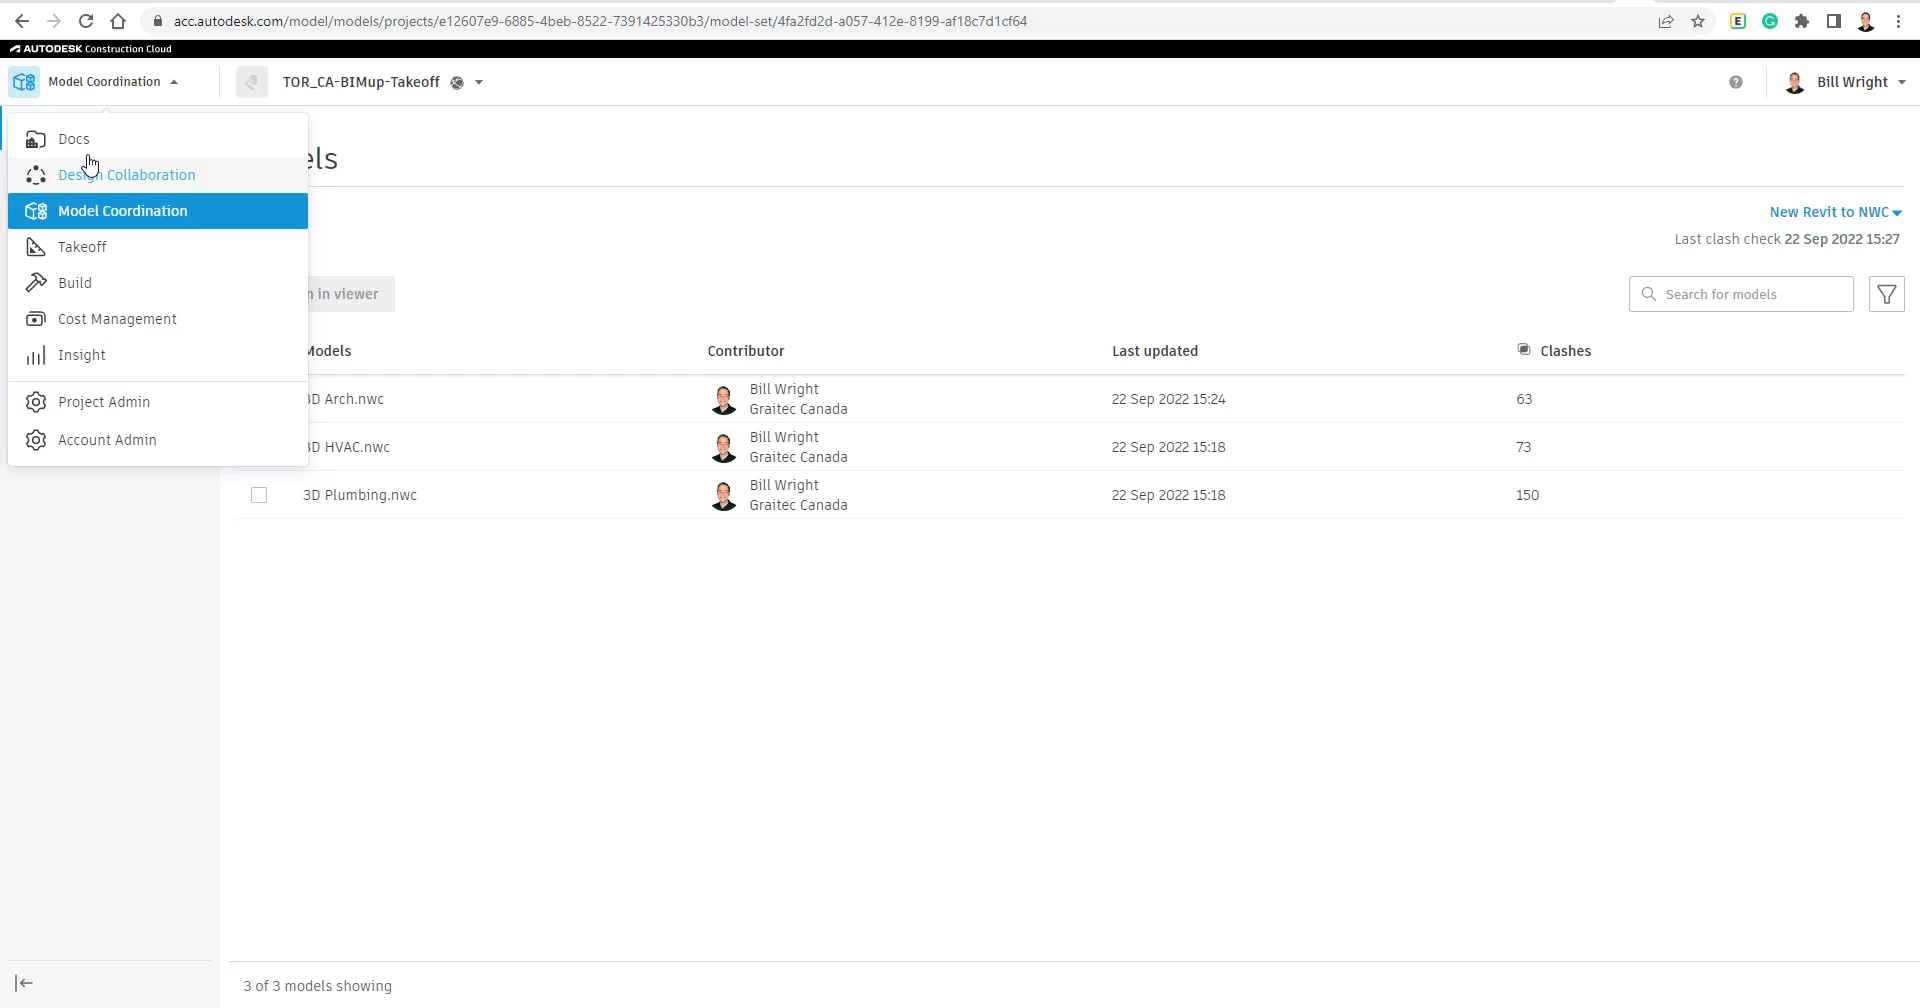 acc.autodesk.com/model/models/projects/e12607e9-6885-4beb-8522-7391425330b3/model-set/4fa2fd2d-a057-412e-8199-af18c7d1cf64
E
G
AUTODESK Construction Cloud
Model Coordination
TOR_CA-BIMup-Takeoff
?
Bill Wright
Docs
Design Collaboration
Model Coordination
Takeoff
Build
Cost Management
Insight
Project Admin
Account Admin
els
New Revit to NWC
Last clash check 22 Sep 2022 15:27
n in viewer
Search for models
Models
Contributor
Last updated
Clashes
3D Arch.nwc
Bill Wright
Graitec Canada
22 Sep 2022 15:24
63
3D HVAC.nwc
Bill Wright
Graitec Canada
22 Sep 2022 15:18
73
3D Plumbing.nwc
Bill Wright
Graitec Canada
22 Sep 2022 15:18
150
3 of 3 models showing